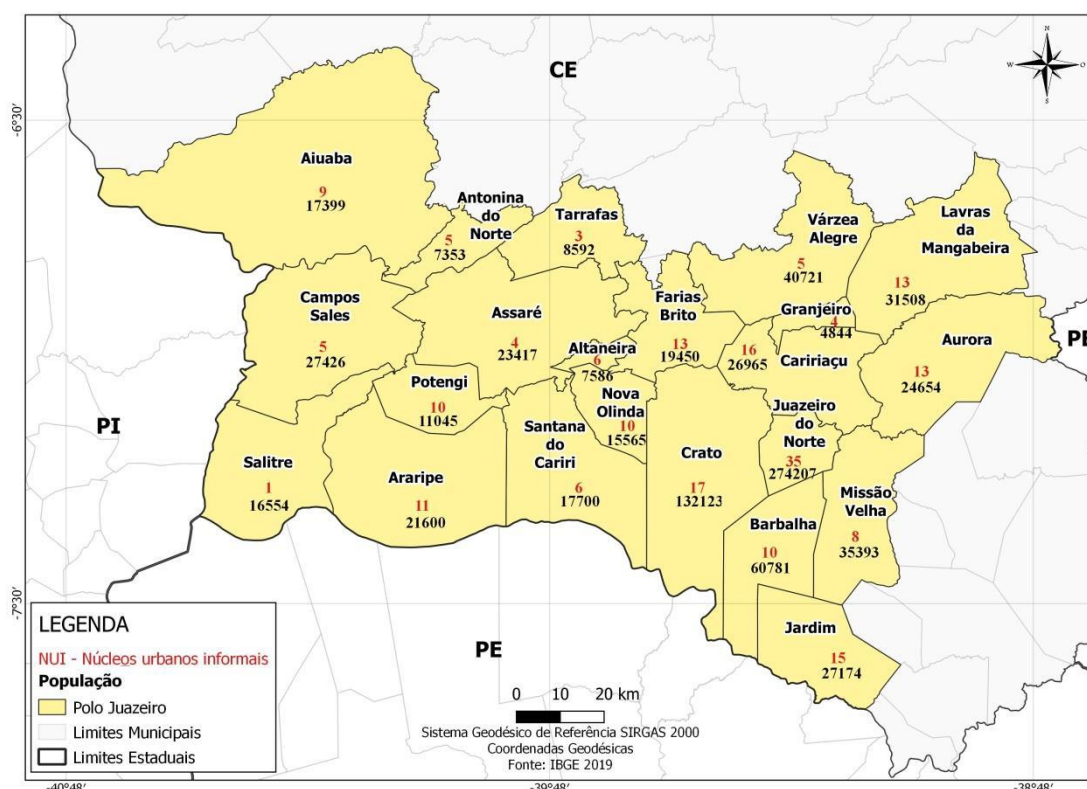 CE
N
W
O
S
-6°30'
Aiuaba
9
17399
Antonina
do
Norte
5
7353
Tarrafas
3
8592
Várzea
Alegre
5
40721
Lavras
da
Mangabeira
13
31508
Campos
Sales
5
27426
Assaré
4
23417
Farias
Brito
13
19450
Granjeiro
4
4844
Altaneira
6
7586
16
26965
Caririaçu
Aurora
13
24654
PB
Potengi
10
11045
Nova
Olinda
10
15565
Juazeiro
do
Norte
35
274207
PI
Salitre
1
16554
Araripe
11
21600
Santana
do
Cariri
6
17700
Crato
17
132123
Missão
Velha
8
35393
Barbalha
10
60781
-7°30'
Jardim
15
27174
PE
LEGENDA
NUI - Núcleos urbanos informais
População
Polo Juazeiro
Limites Municipais
Limites Estaduais
0 10 20 km
Sistema Geodésico de Referência SIRGAS 2000
Coordenadas Geodésicas
Fonte: IBGE 2019
-40°48'
-39°48'
-38°48'